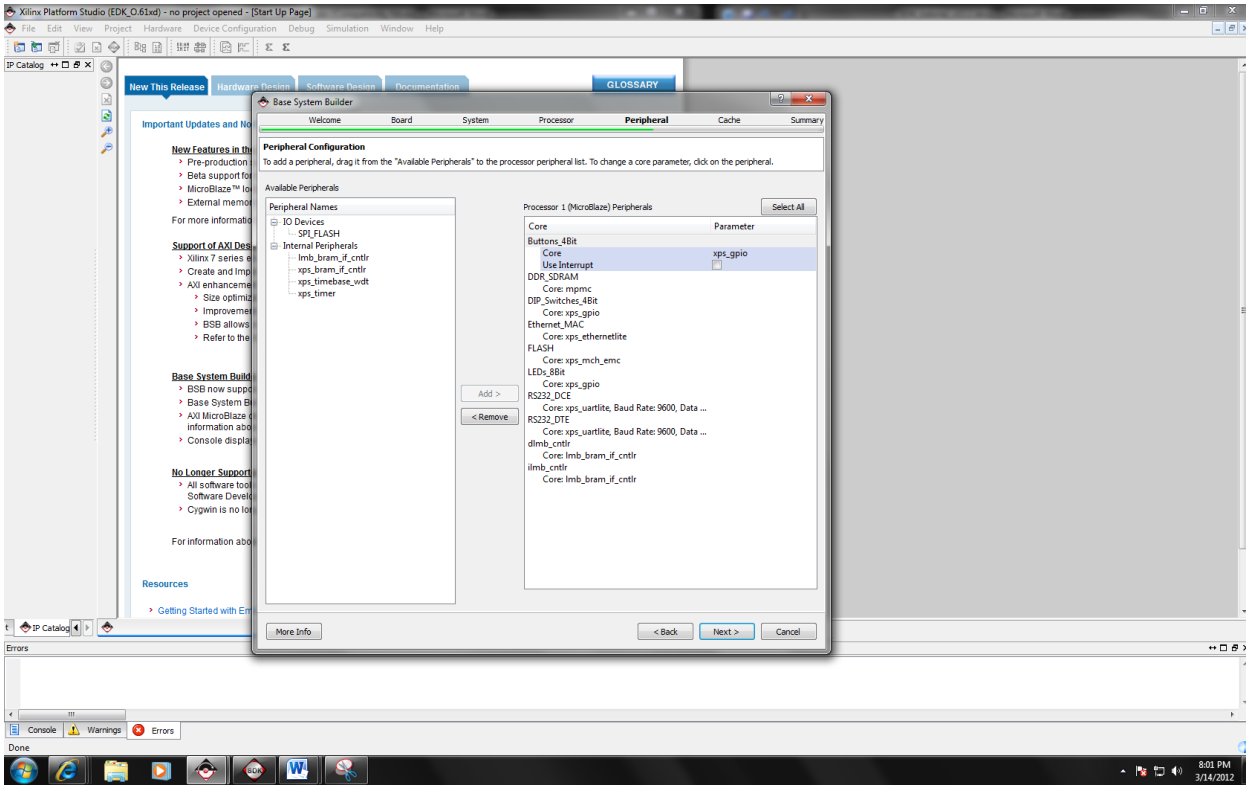 Xilinx Platform Studio (EDK_O.61xd) - no project opened - [Start Up Page]
File Edit View Project Hardware Device Configuration Debug Simulation Window Help
IP Catalog
New This Release Hardware Design Software Design Documentation GLOSSARY
Important Updates and No
New Features in the
Pre-production
Beta support for
MicroBlaze™ lo
External memor
For more informatio
Support of AXI Des
Xilinx 7 series e
Create and Imp
AXI enhanceme
Size optimiz
Improvemen
BSB allows
Refer to the
Base System Build
BSB now suppo
Base System B
AXI MicroBlaze
information abo
Console display
No Longer Support
All software tool
Software Develo
Cygwin is no lon
For information abo
Resources
Getting Started with Em
Base System Builder
Welcome Board System Processor Peripheral Cache Summary
Peripheral Configuration
To add a peripheral, drag it from the "Available Peripherals" to the processor peripheral list. To change a core parameter, click on the peripheral.
Available Peripherals
Peripheral Names
IO Devices
SPI_FLASH
Internal Peripherals
lmb_bram_if_cntlr
xps_bram_if_cntlr
xps_timebase_wdt
xps_timer
Add >
< Remove
Processor 1 (MicroBlaze) Peripherals Select All
Core Parameter
Buttons_4Bit
Core xps_gpio
Use Interrupt
DDR_SDRAM
Core: mpmc
DIP_Switches_4Bit
Core: xps_gpio
Ethernet_MAC
Core: xps_ethernetlite
FLASH
Core: xps_mch_emc
LEDs_8Bit
Core: xps_gpio
RS232_DCE
Core: xps_uartlite, Baud Rate: 9600, Data ...
RS232_DTE
Core: xps_uartlite, Baud Rate: 9600, Data ...
dlmb_cntlr
Core: lmb_bram_if_cntlr
ilmb_cntlr
Core: lmb_bram_if_cntlr
More Info < Back Next > Cancel
t IP Catalog
Errors
Console Warnings Errors
Done
SDK W
8:01 PM
3/14/2012